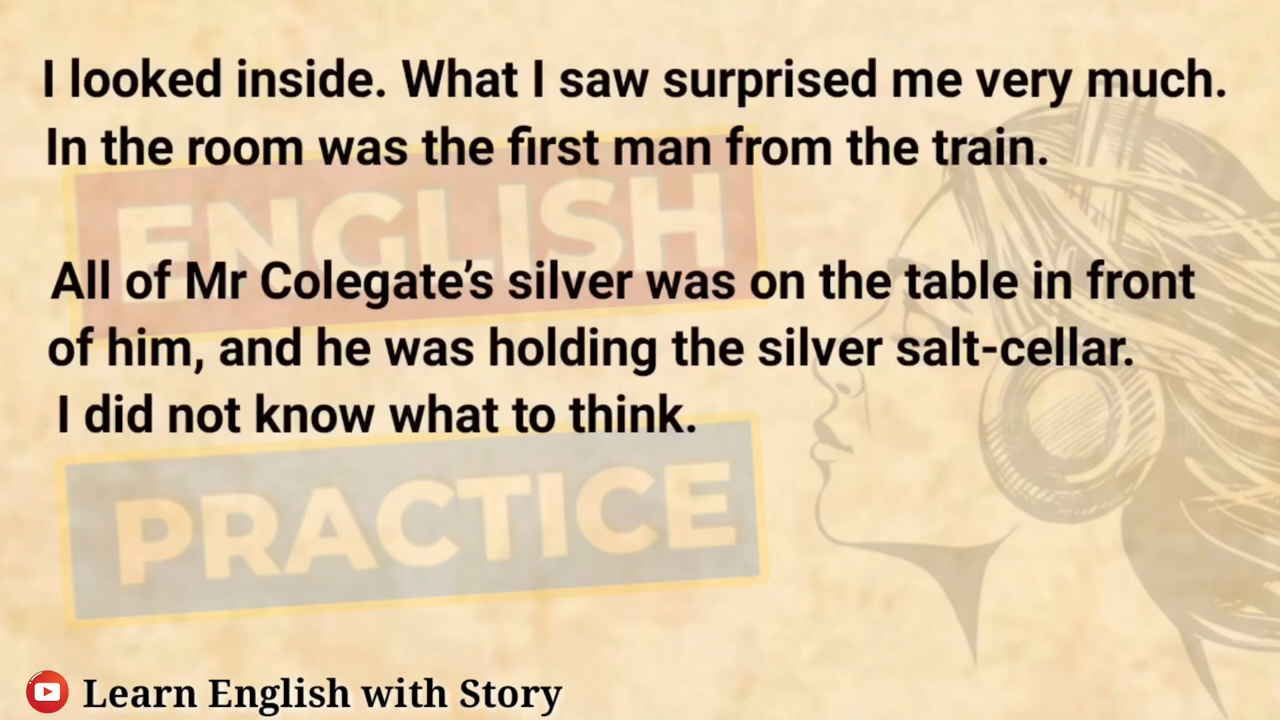 I looked inside. What I saw surprised me very much.
In the room was the first man from the train.
ENGLISH
All of Mr Colegate’s silver was on the table in front
of him, and he was holding the silver salt-cellar.
I did not know what to think.
PRACTICE
Learn English with Story